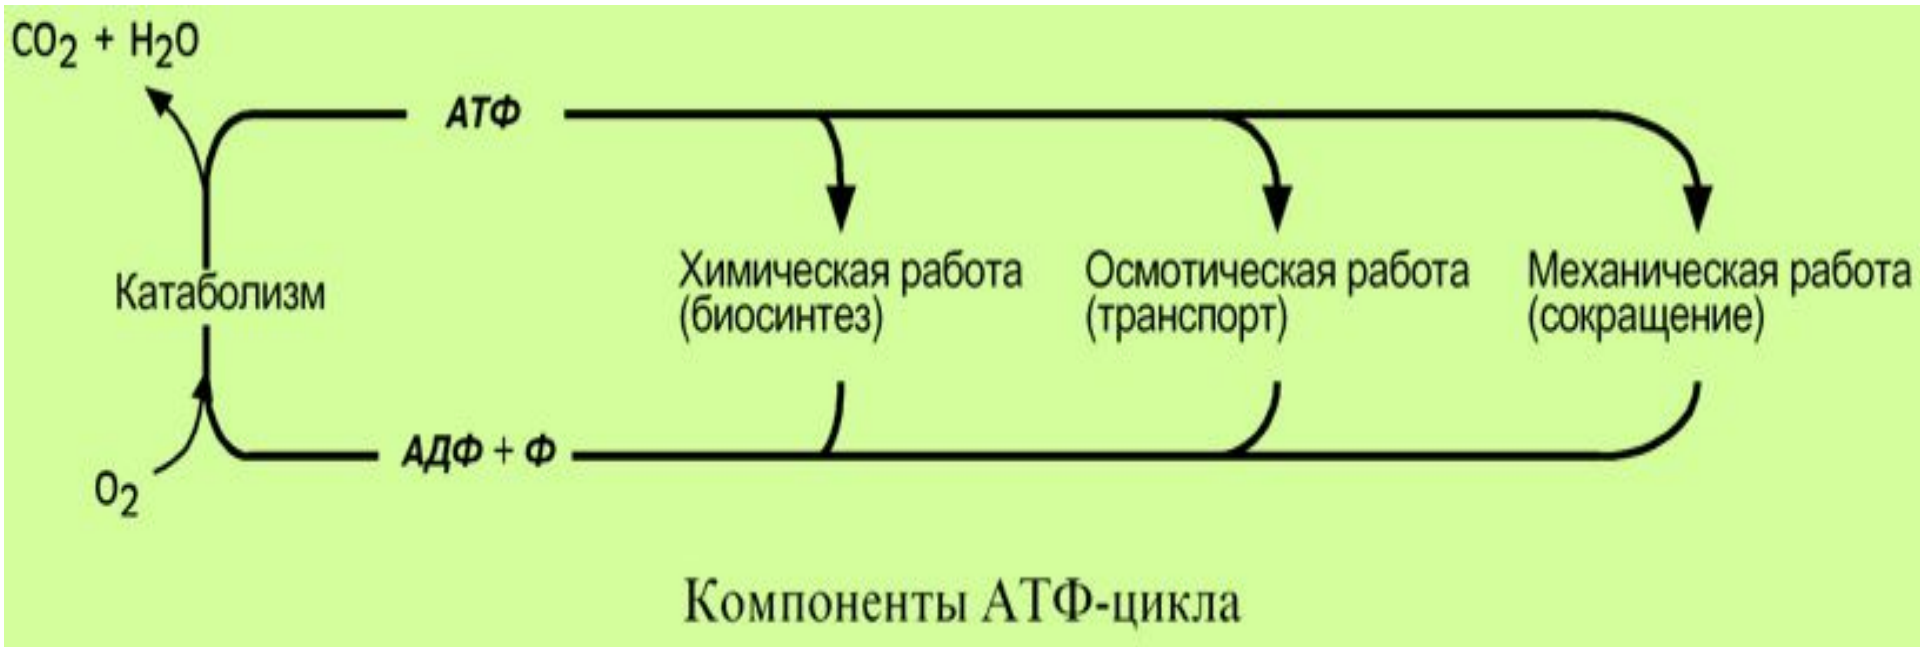 CO2 + H2O
АТФ
Катаболизм
Химическая работа
(биосинтез)
Осмотическая работа
(транспорт)
Механическая работа
(сокращение)
АДФ + Ф
O2
Компоненты АТФ-цикла